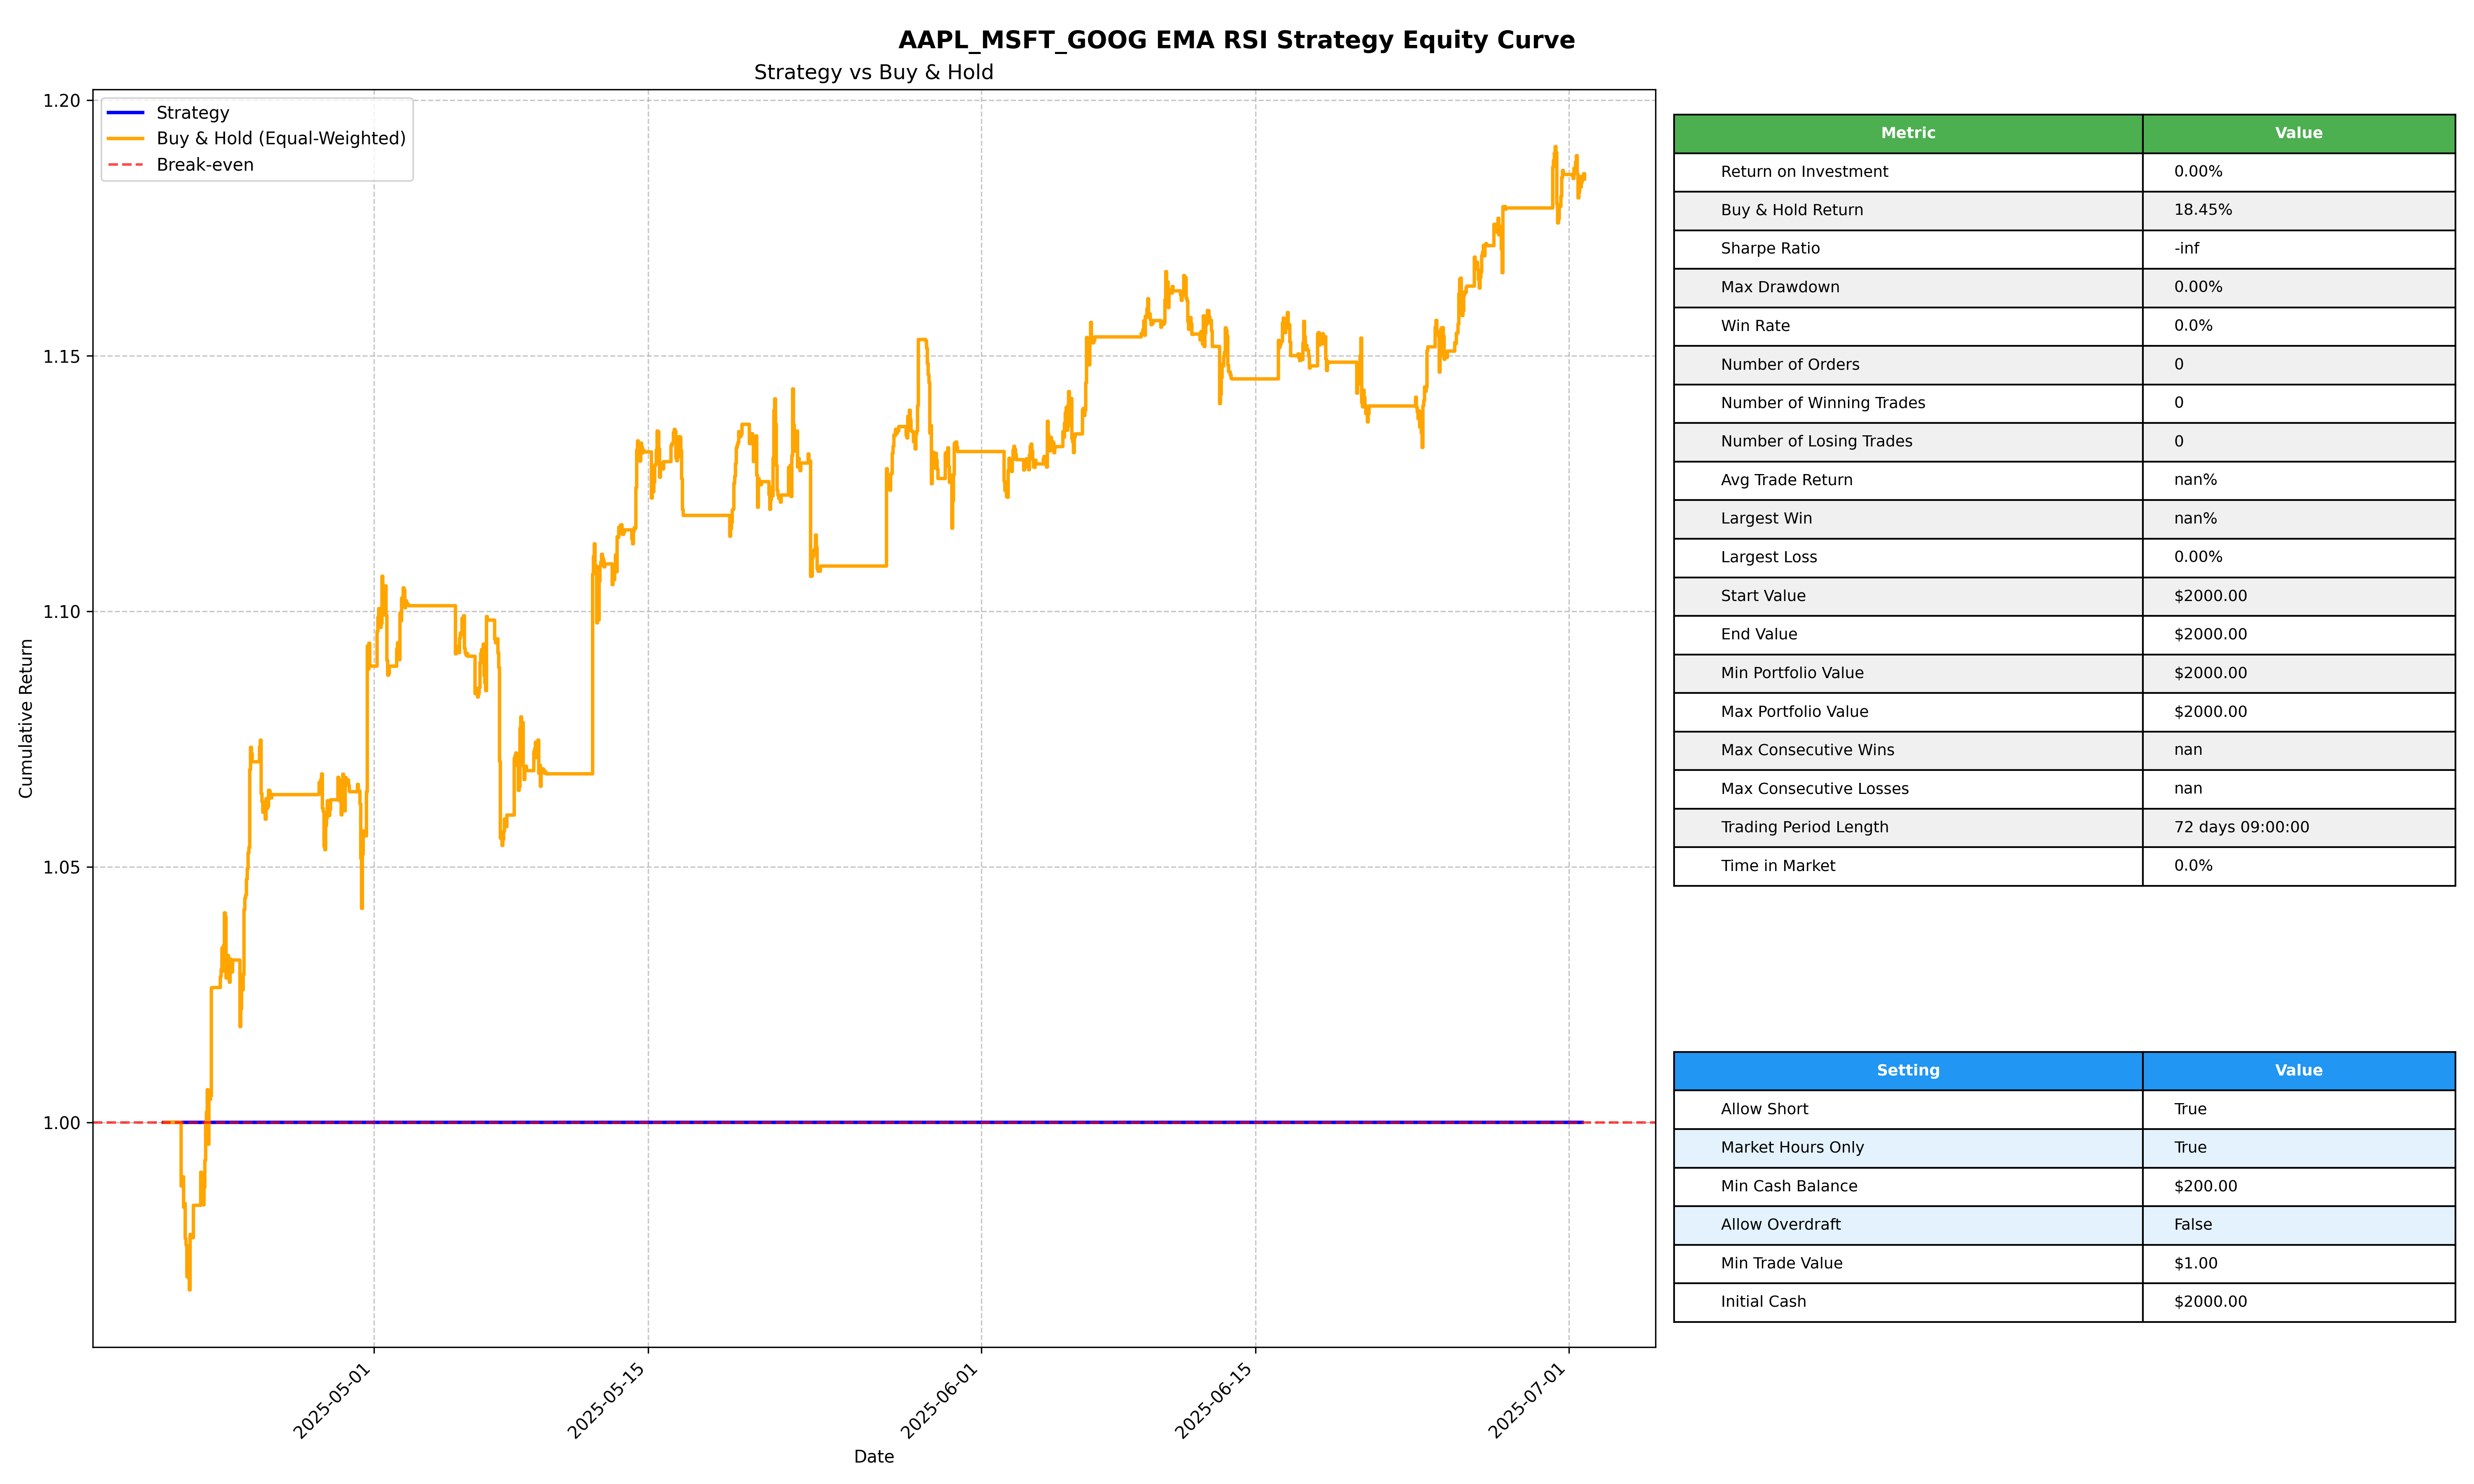 AAPL_MSFT_GOOG EMA RSI Strategy Equity Curve
Strategy vs Buy & Hold
Strategy
Buy & Hold (Equal-Weighted)
Break-even
1.20
1.15
1.10
1.05
1.00
Cumulative Return
2025-05-01
2025-05-15
2025-06-01
2025-06-15
2025-07-01
Date
Metric Value
Return on Investment 0.00%
Buy & Hold Return 18.45%
Sharpe Ratio -inf
Max Drawdown 0.00%
Win Rate 0.0%
Number of Orders 0
Number of Winning Trades 0
Number of Losing Trades 0
Avg Trade Return nan%
Largest Win nan%
Largest Loss 0.00%
Start Value $2000.00
End Value $2000.00
Min Portfolio Value $2000.00
Max Portfolio Value $2000.00
Max Consecutive Wins nan
Max Consecutive Losses nan
Trading Period Length 72 days 09:00:00
Time in Market 0.0%
Setting Value
Allow Short True
Market Hours Only True
Min Cash Balance $200.00
Allow Overdraft False
Min Trade Value $1.00
Initial Cash $2000.00